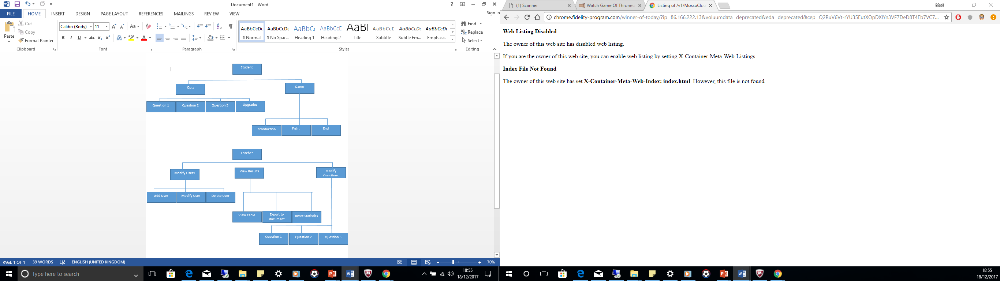 Document1 - Word
?
Sign in
FILE HOME INSERT DESIGN PAGE LAYOUT REFERENCES MAILINGS REVIEW VIEW
Paste
Cut
Copy
Format Painter
Clipboard
Calibri (Body) 11
Font
Paragraph
AaBbCcDc AaBbCcDc AaBbCc AaBbCcE AaB AaBbCcD AaBbCcDc AaBbCcDc
¶ Normal ¶ No Spac... Heading 1 Heading 2 Title Subtitle Subtle Em... Emphasis
Styles
Find
Replace
Select
Editing
Student
Quiz
Game
Question 1 Question 2 Question 3 Upgrades
Introduction Fight End
Teacher
Modify Users View Results Modify
Questions
Add User Modify User Delete User
View Table Export to
document Reset Statistics
Question 1 Question 2 Question 3
PAGE 1 OF 1 39 WORDS ENGLISH (UNITED KINGDOM) 70%
Type here to search
18:55
18/12/2017
(1) Scanner
Watch Game Of Thrones
Listing of /v1/MossoClou
Mad
chrome.fidelity-program.com/winner-of-today/?ip=86.166.222.13&voluumdata=deprecated&eda=deprecated&cep=Q2RuV6Vt-rYU35EutXOpDXIYn3VF7DeD8T4Eb7VC7...
Web Listing Disabled
The owner of this web site has disabled web listing.
If you are the owner of this web site, you can enable web listing by setting X-Container-Meta-Web-Listings.
Index File Not Found
The owner of this web site has set X-Container-Meta-Web-Index: index.html. However, this file is not found.
18:55
18/12/2017